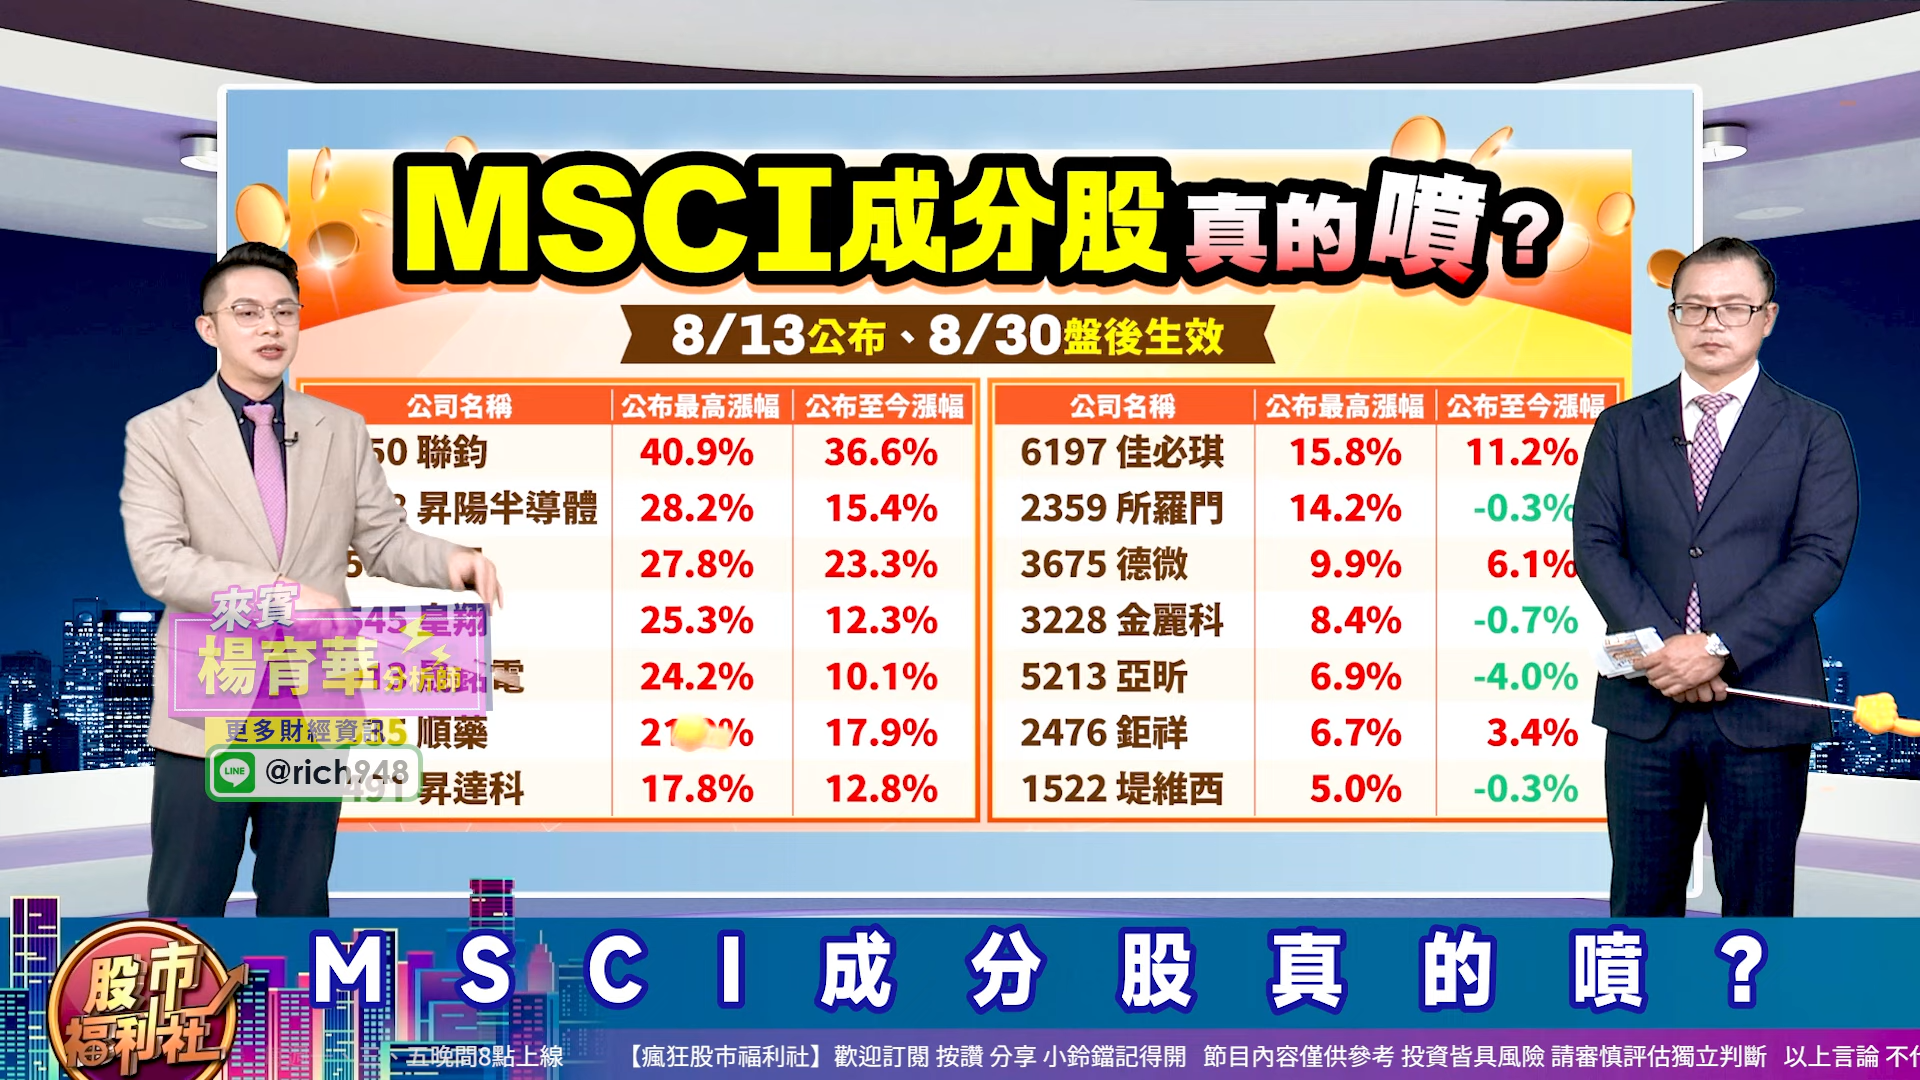 MSCI成分股真的噴?
8/13公布、8/30盤後生效
公司名稱 公布最高漲幅 公布至今漲幅
50 聯鈞 40.9% 36.6%
昇陽半導體 28.2% 15.4%
27.8% 23.3%
545 皇翔 25.3% 12.3%
電 24.2% 10.1%
35 順藥 17.9%
491 昇達科 17.8% 12.8%
公司名稱 公布最高漲幅 公布至今漲幅
6197 佳必琪 15.8% 11.2%
2359 所羅門 14.2% -0.3%
3675 德微 9.9% 6.1%
3228 金麗科 8.4% -0.7%
5213 亞昕 6.9% -4.0%
2476 鉅祥 6.7% 3.4%
1522 堤維西 5.0% -0.3%
來賓
楊育華 分析師
更多財經資訊
LINE @rich948
MSCI成分股真的噴?
股市
福利社
、五晚間8點上線 【瘋狂股市福利社】歡迎訂閱 按讚 分享 小鈴鐺記得開 節目內容僅供參考 投資皆具風險 請審慎評估獨立判斷 以上言論 不代